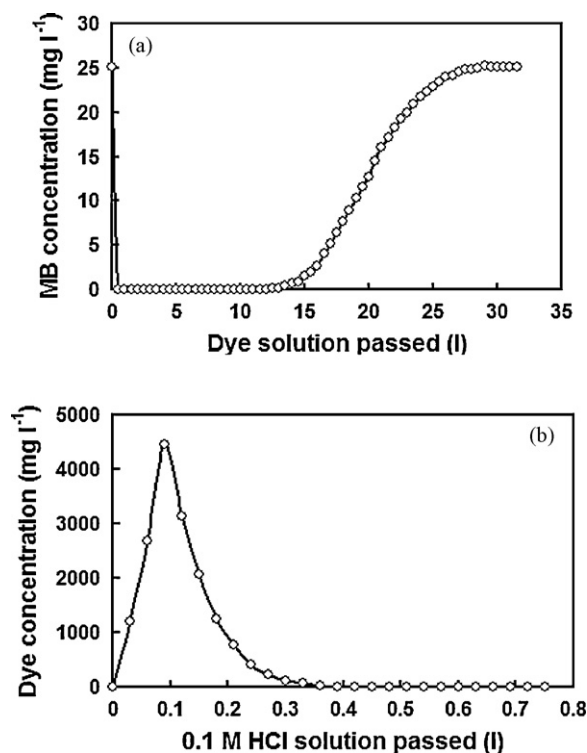 (a)
MB concentration (mg l-1)
30
25
20
15
10
5
0
0 5 10 15 20 25 30 35
Dye solution passed (l)
(b)
Dye concentration (mg l-1)
5000
4000
3000
2000
1000
0
0 0.1 0.2 0.3 0.4 0.5 0.6 0.7 0.8
0.1 M HCl solution passed (l)